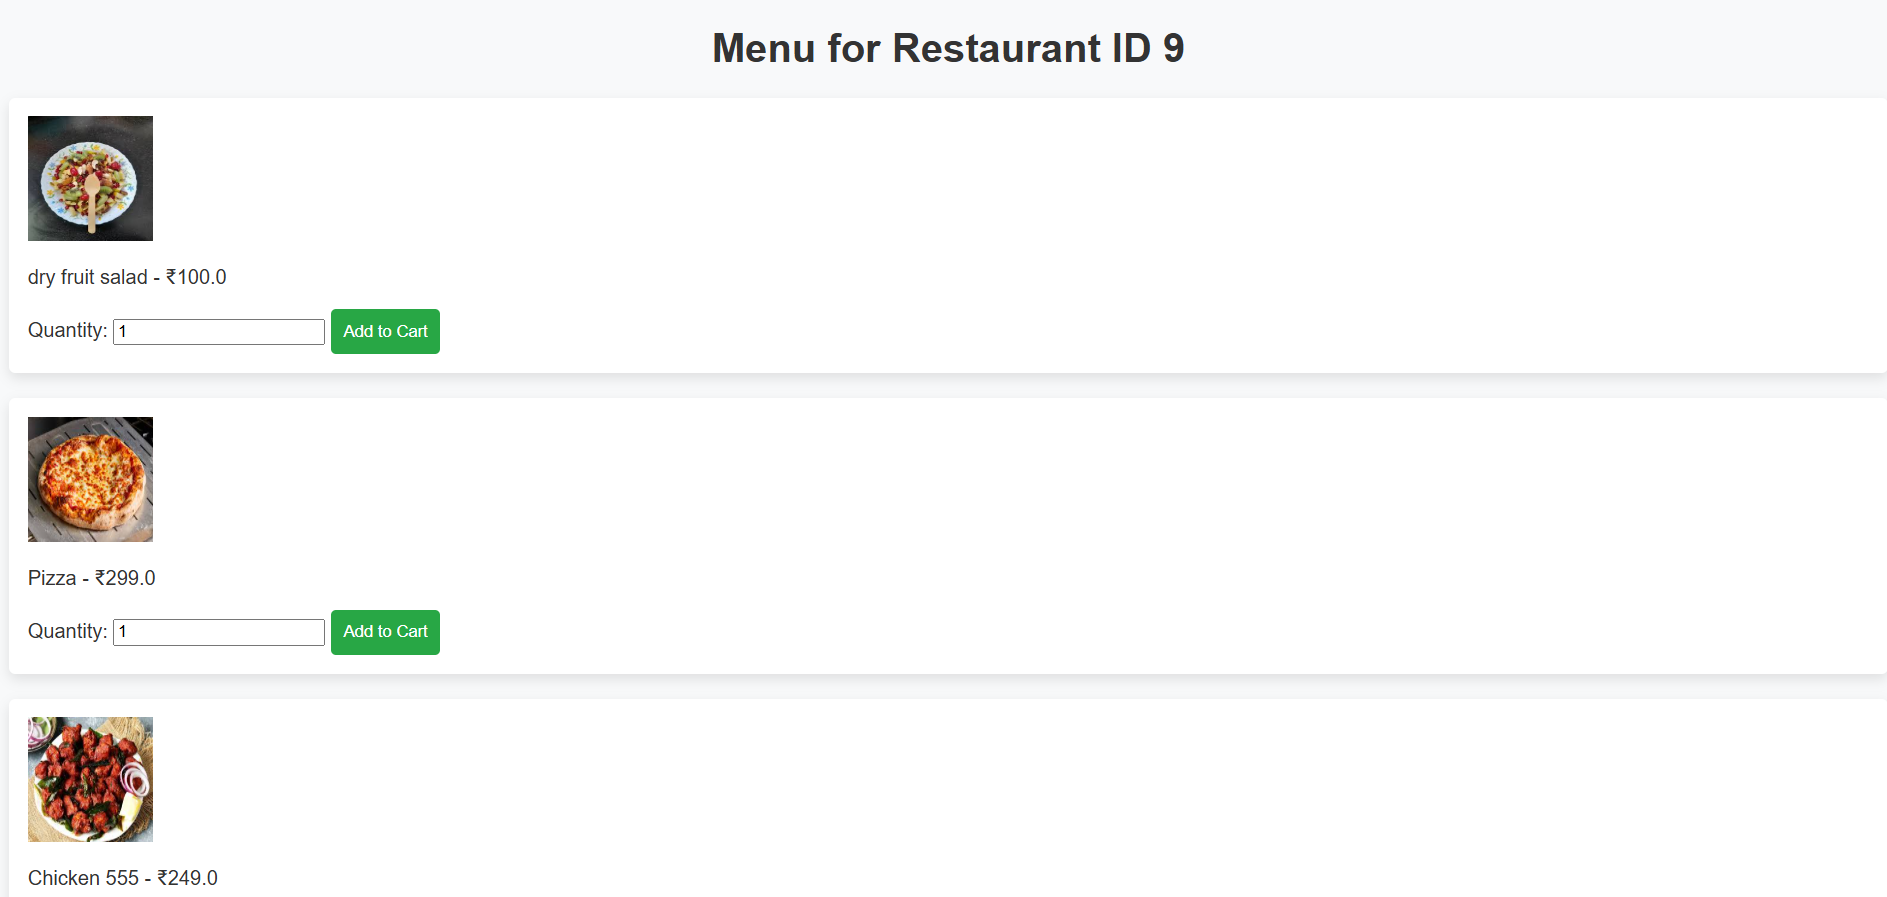 Menu for Restaurant ID 9
dry fruit salad - ₹100.0
Quantity: 1 Add to Cart
Pizza - ₹299.0
Quantity: 1 Add to Cart
Chicken 555 - ₹249.0